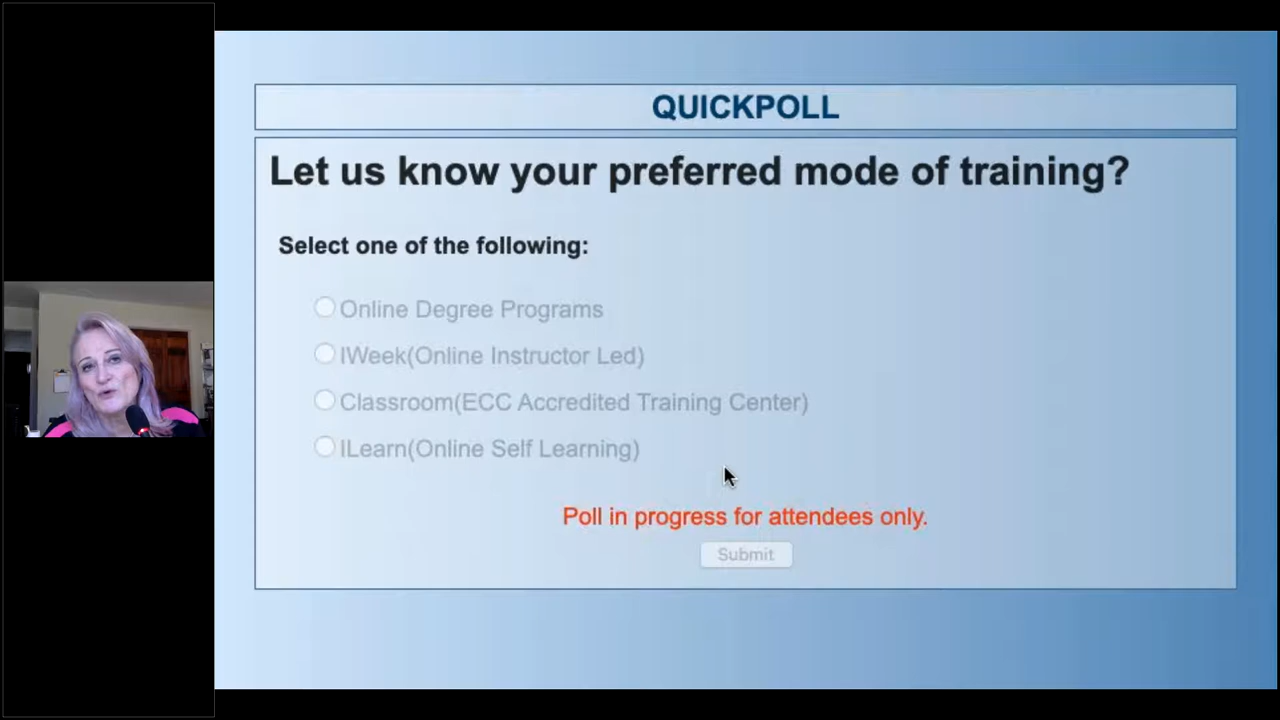 QUICKPOLL
Let us know your preferred mode of training?
Select one of the following:
Online Degree Programs
IWeek(Online Instructor Led)
Classroom(ECC Accredited Training Center)
ILearn(Online Self Learning)
Poll in progress for attendees only.
Submit